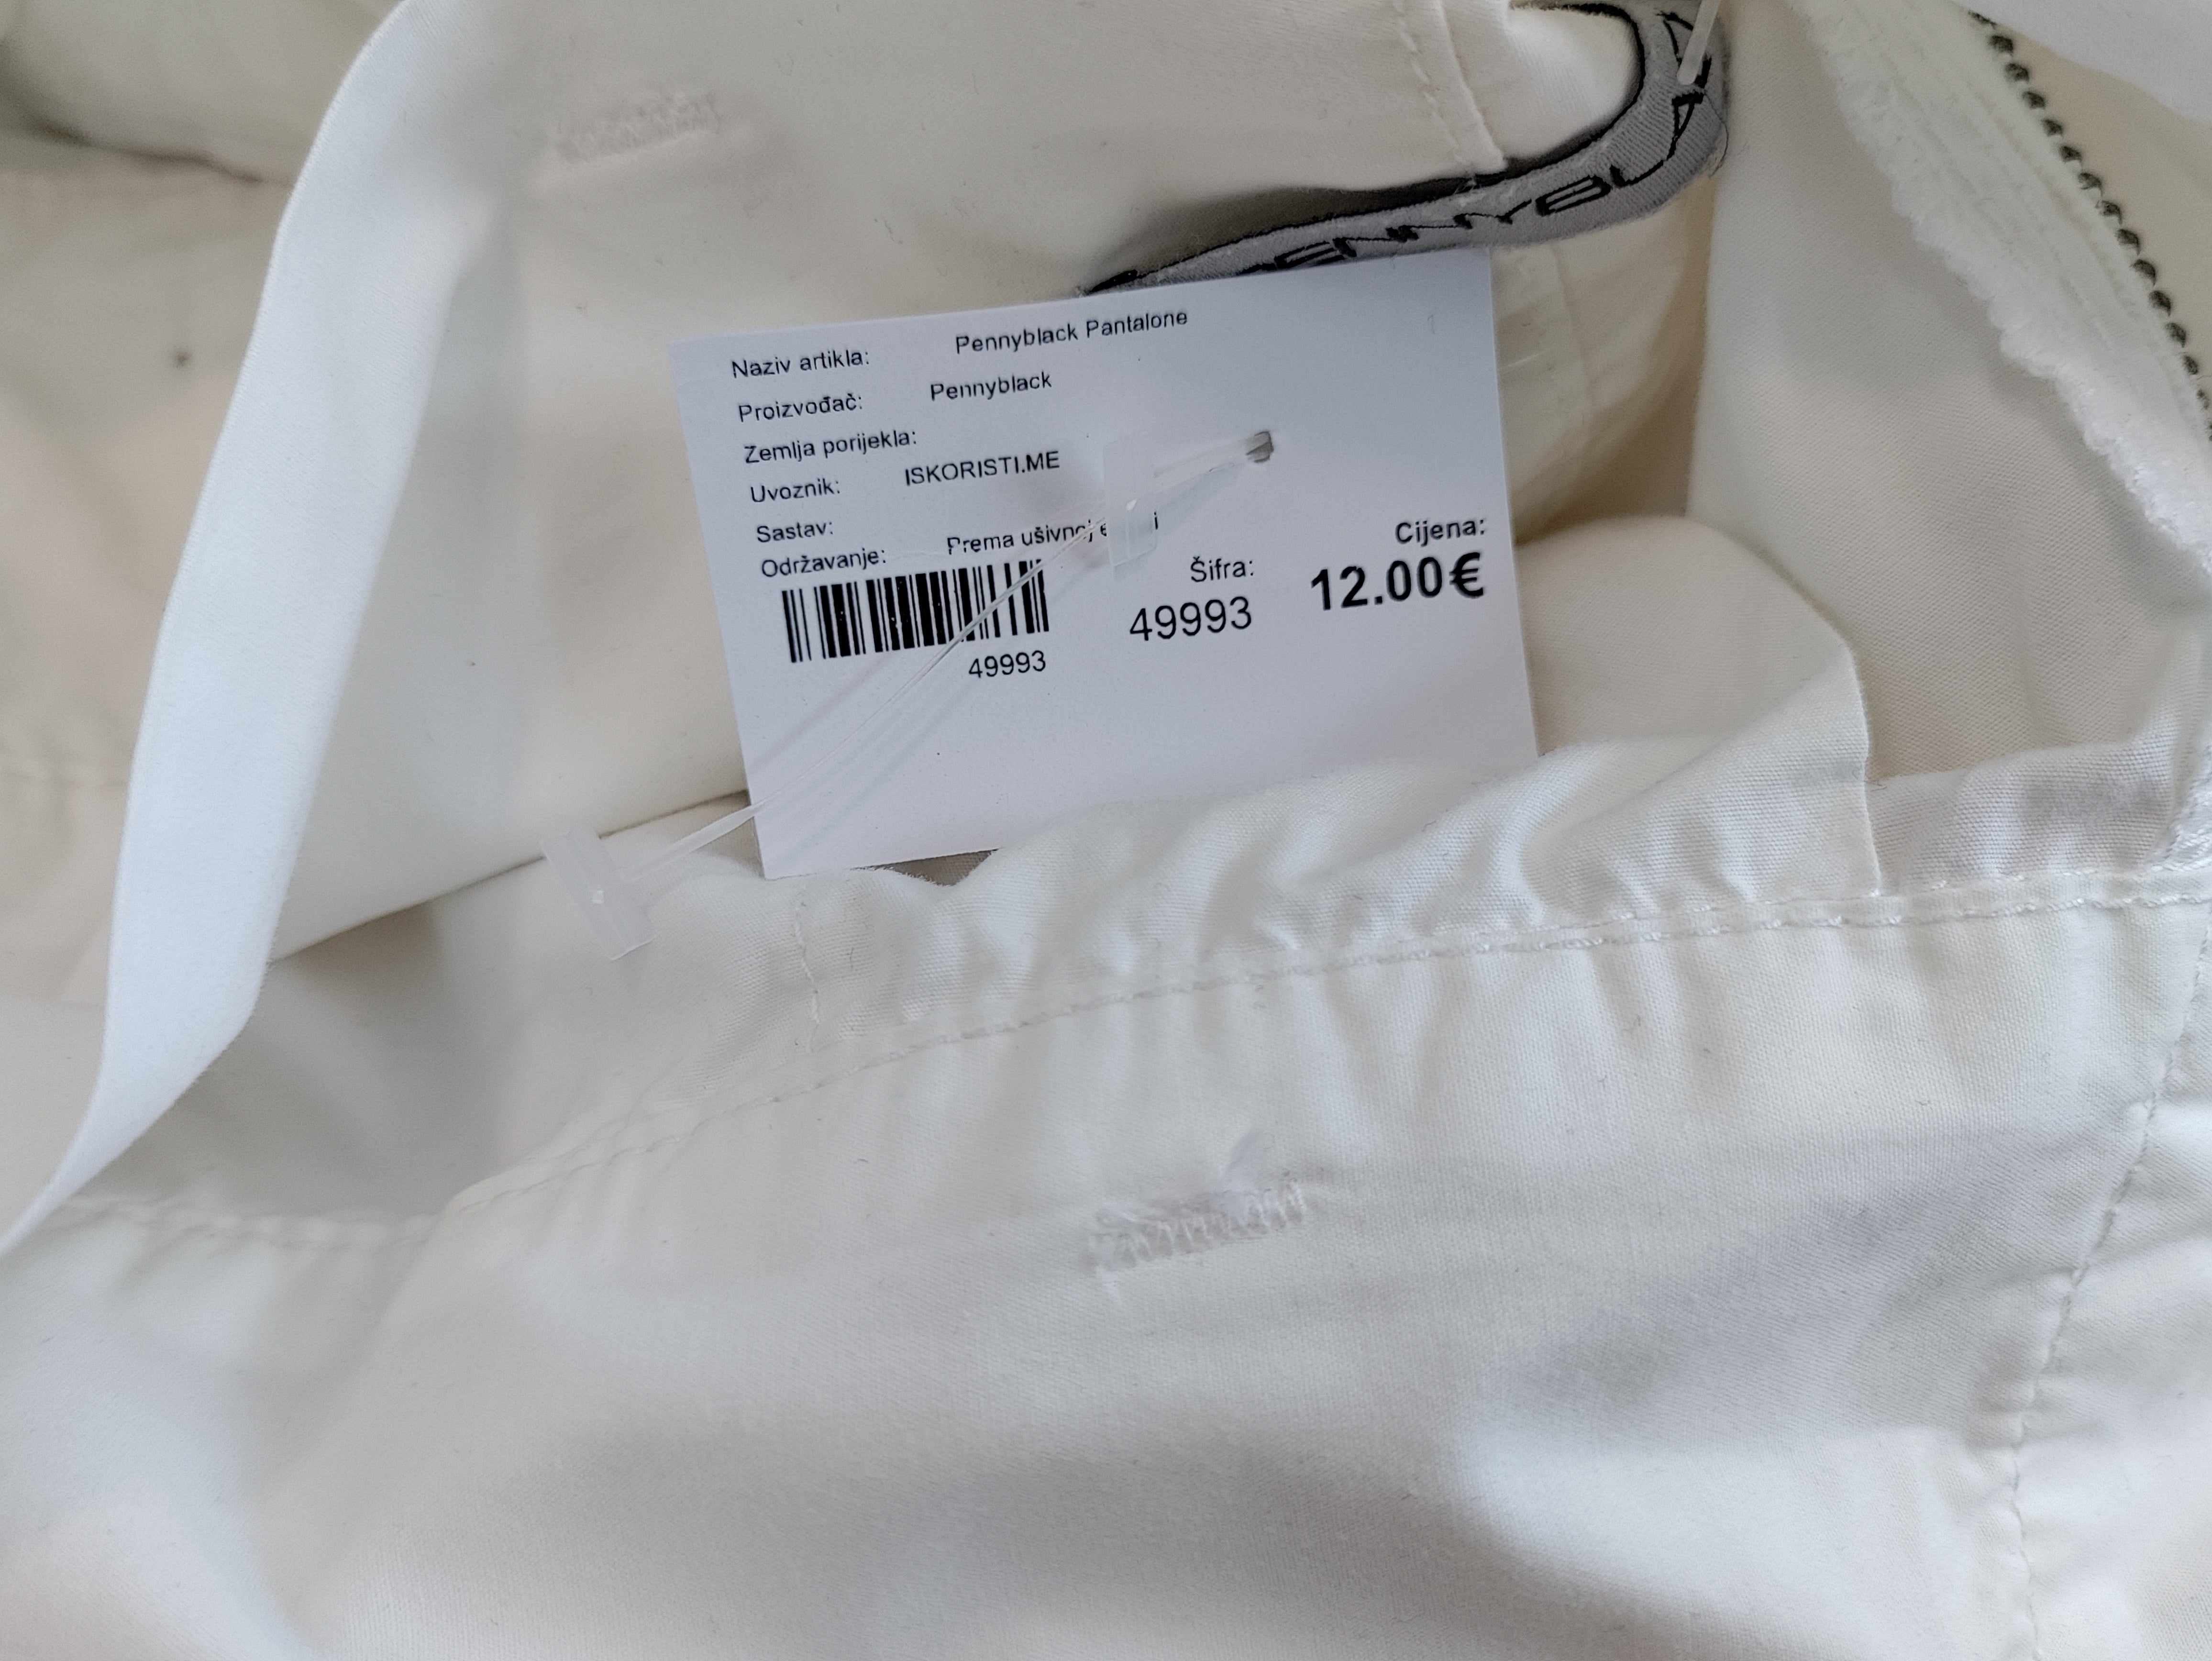 PENNYBLA
Naziv artikla: Pennyblack Pantalone
Proizvođač: Pennyblack
Zemlja porijekla:
Uvoznik: ISKORISTI.ME
Sastav:
Održavanje: Prema ušivnoj
Cijena:
12.00€
Šifra:
49993
49993